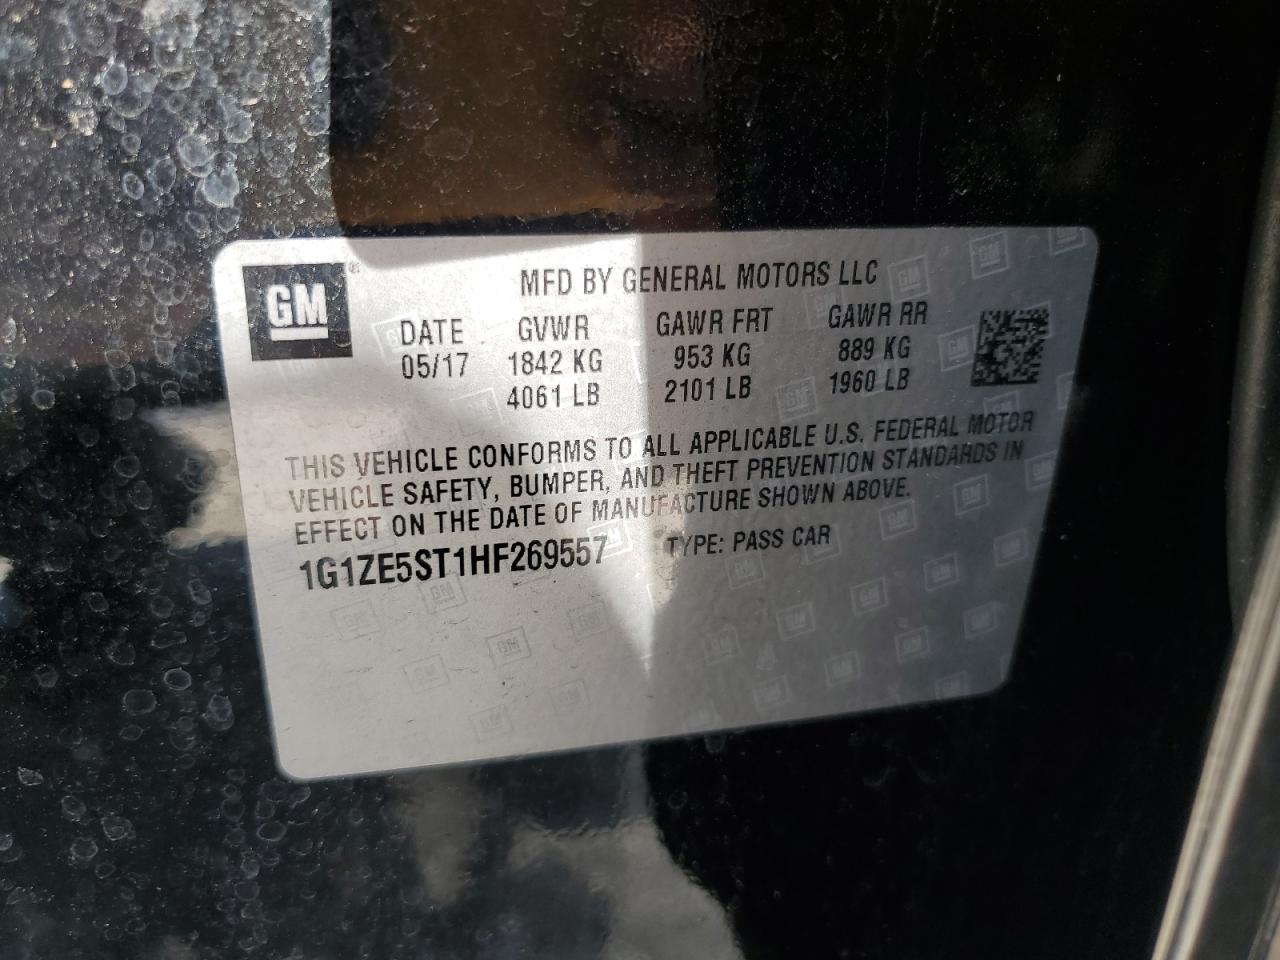 GM ®
MFD BY GENERAL MOTORS LLC
DATE GVWR GAWR FRT GAWR RR
05/17 1842 KG 953 KG 889 KG
4061 LB 2101 LB 1960 LB
THIS VEHICLE CONFORMS TO ALL APPLICABLE U.S. FEDERAL MOTOR
VEHICLE SAFETY, BUMPER, AND THEFT PREVENTION STANDARDS IN
EFFECT ON THE DATE OF MANUFACTURE SHOWN ABOVE.
1G1ZE5ST1HF269557 TYPE: PASS CAR